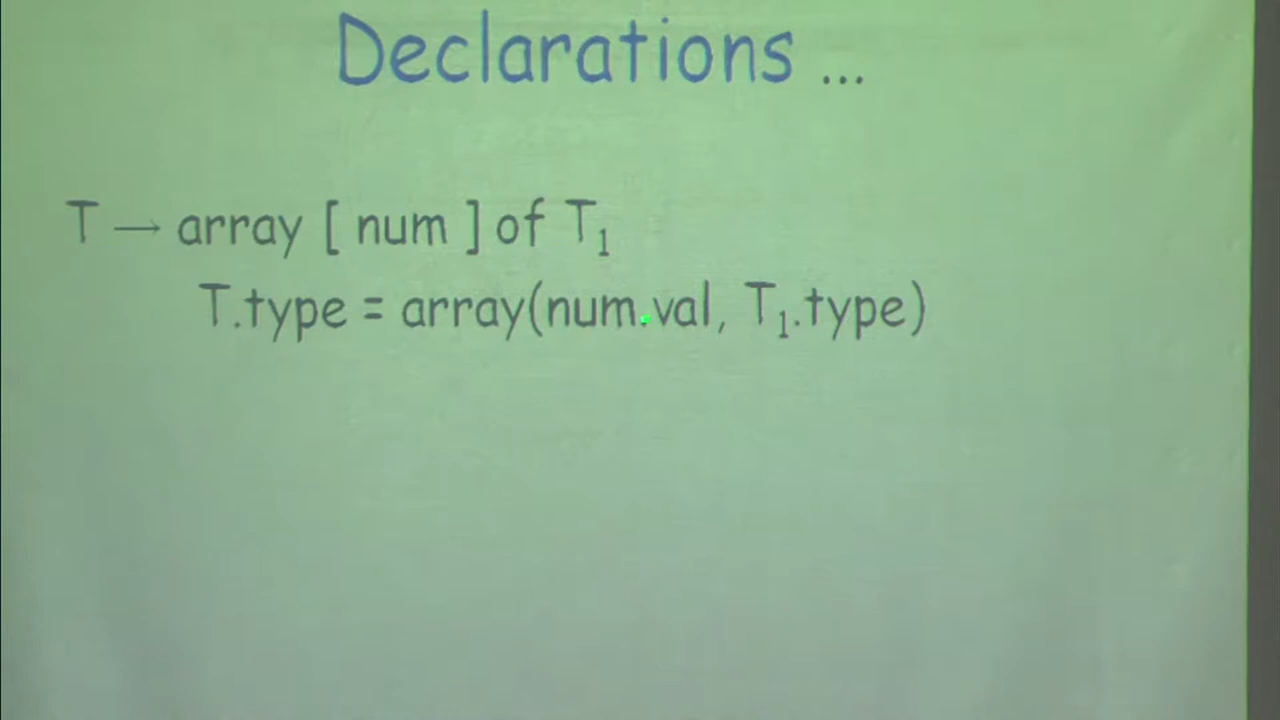 Declarations ...
T → array [ num ] of T₁
T.type = array(num.val, T₁.type)